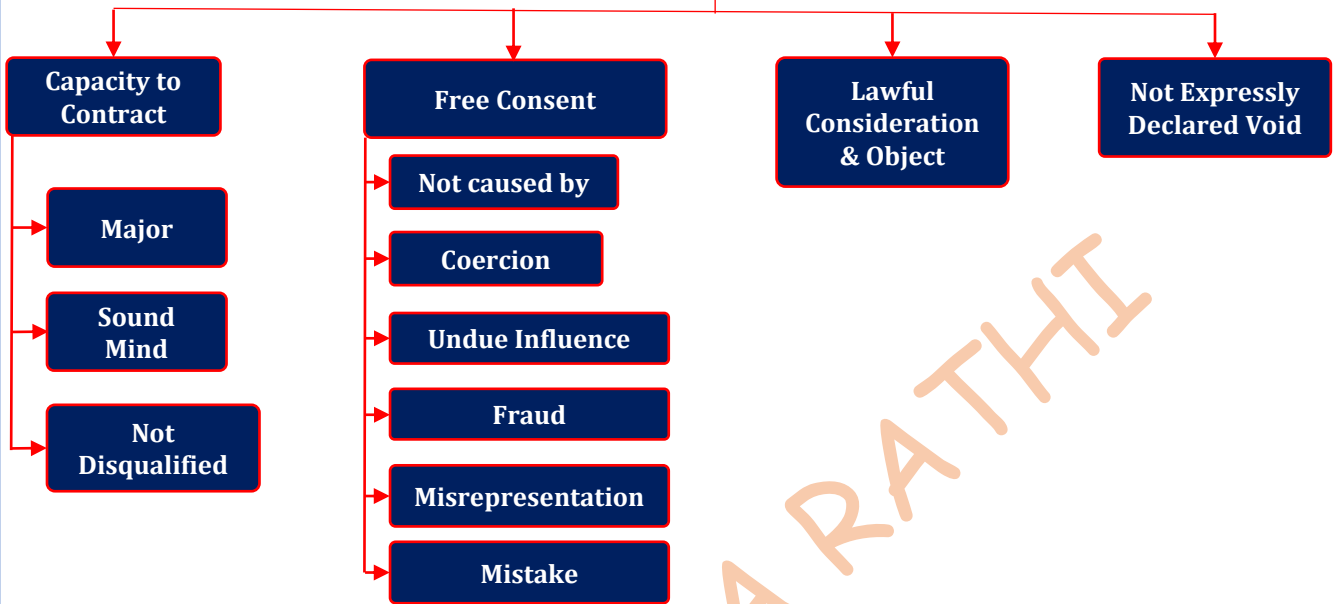 Capacity to
Contract
Major
Sound
Mind
Not
Disqualified
Free Consent
Not caused by
Coercion
Undue Influence
Fraud
Misrepresentation
Mistake
Lawful
Consideration
& Object
Not Expressly
Declared Void
A RATHI